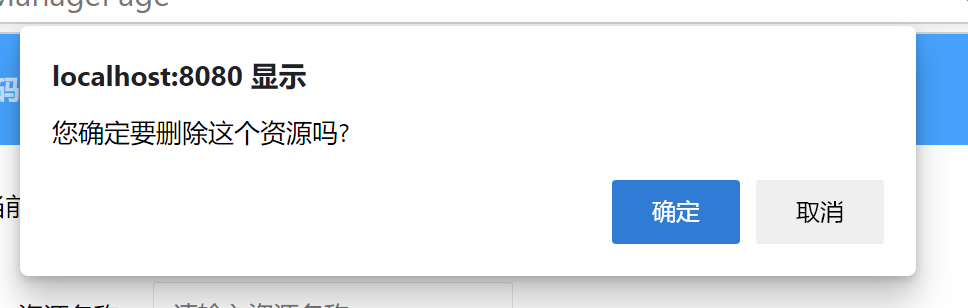 ManagePage
码
localhost:8080 显示
您确定要删除这个资源吗?
确定
取消
当前
资源名称
请输入资源名称